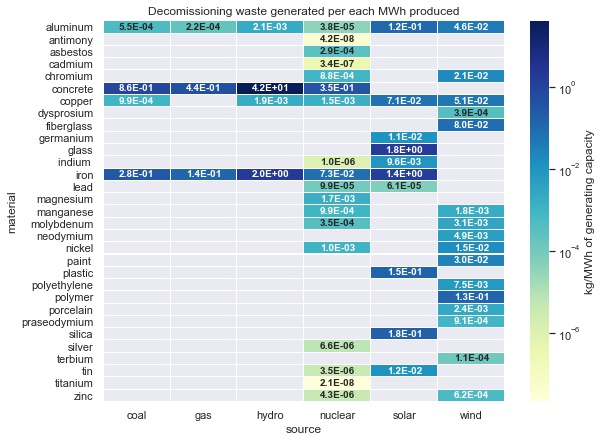 Decomissioning waste generated per each MWh produced
aluminum 5.5E-04 2.2E-04 2.1E-03 3.8E-05 1.2E-01 4.6E-02
antimony 4.2E-08
asbestos 2.9E-04
cadmium 3.4E-07
chromium 8.8E-04 2.1E-02
concrete 8.6E-01 4.4E-01 4.2E+01 3.5E-01
copper 9.9E-04 1.9E-03 1.5E-03 7.1E-02 5.1E-02
dysprosium 3.9E-04
fiberglass 8.0E-02
germanium 1.1E-02
glass 1.8E+00
indium 1.0E-06 9.6E-03
iron 2.8E-01 1.4E-01 2.0E+00 7.3E-02 1.4E+00
lead 9.9E-05 6.1E-05
magnesium 1.7E-03
manganese 9.9E-04 1.8E-03
molybdenum 3.5E-04 3.1E-03
neodymium 4.9E-03
nickel 1.0E-03 1.5E-02
paint 3.0E-02
plastic 1.5E-01
polyethylene 7.5E-03
polymer 1.3E-01
porcelain 2.4E-03
praseodymium 9.1E-04
silica 1.8E-01
silver 6.6E-06
terbium 1.1E-04
tin 3.5E-06 1.2E-02
titanium 2.1E-08
zinc 4.3E-06 6.2E-04
coal gas hydro nuclear solar wind
source
material
10⁰
10⁻²
10⁻⁴
10⁻⁶
kg/MWh of generating capacity